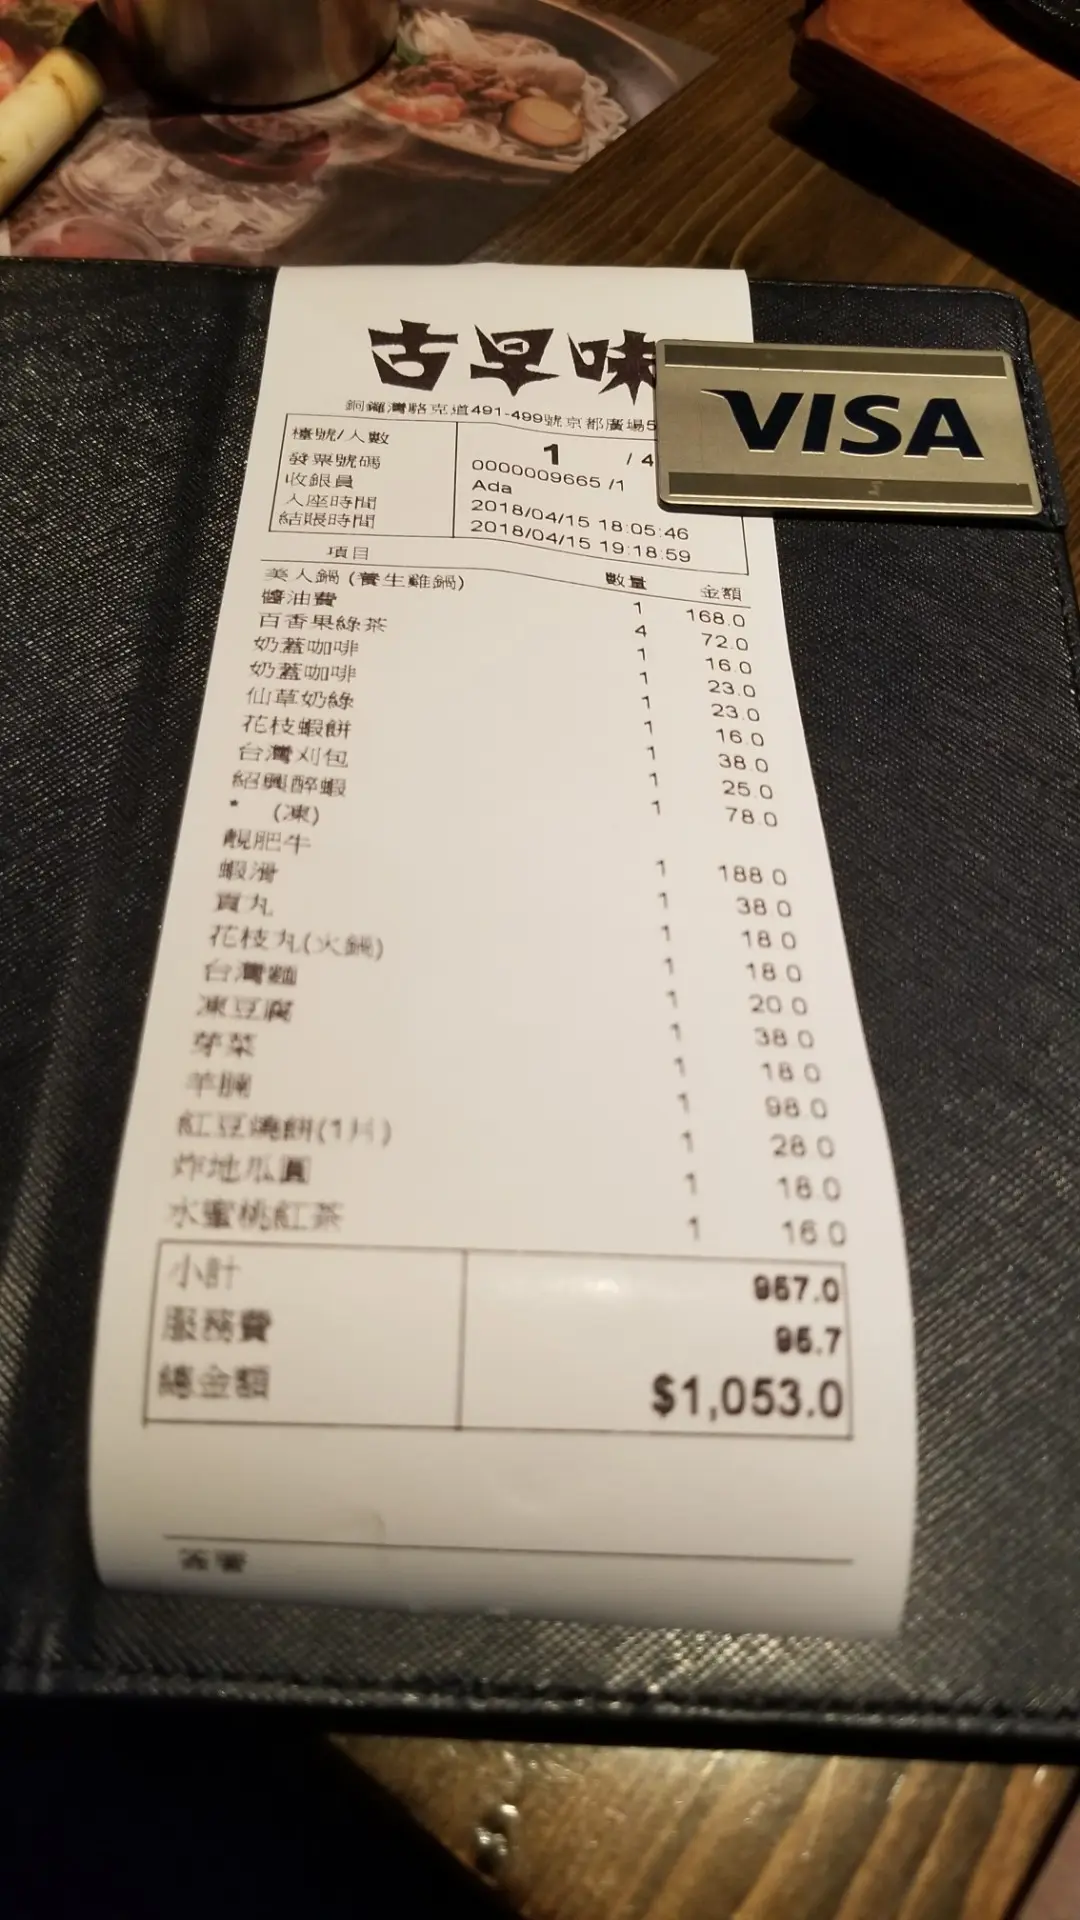 古早味
銅鑼灣駱克道491-499號京都廣場5
VISA
檯號/人數 1 / 4
發票號碼 0000009665 /1
收銀員 Ada
入座時間 2018/04/15 18:05:46
結賬時間 2018/04/15 19:18:59
項目 數量 金額
美人鍋 (養生雞鍋) 1 168.0
醬油費 4 72.0
百香果綠茶 1 16.0
奶蓋咖啡 1 23.0
奶蓋咖啡 1 23.0
仙草奶綠 1 16.0
花枝蝦餅 1 38.0
台灣刈包 1 25.0
紹興醉蝦 1 78.0
* (凍)
靚肥牛 1 188.0
蝦滑 1 38.0
貢丸 1 18.0
花枝丸(火鍋) 1 18.0
台灣麵 1 20.0
凍豆腐 1 38.0
芽菜 1 18.0
羊腩 1 98.0
紅豆燒餅(1片) 1 28.0
炸地瓜圓 1 18.0
水蜜桃紅茶 1 16.0
小計 957.0
服務費 95.7
總金額 $1,053.0